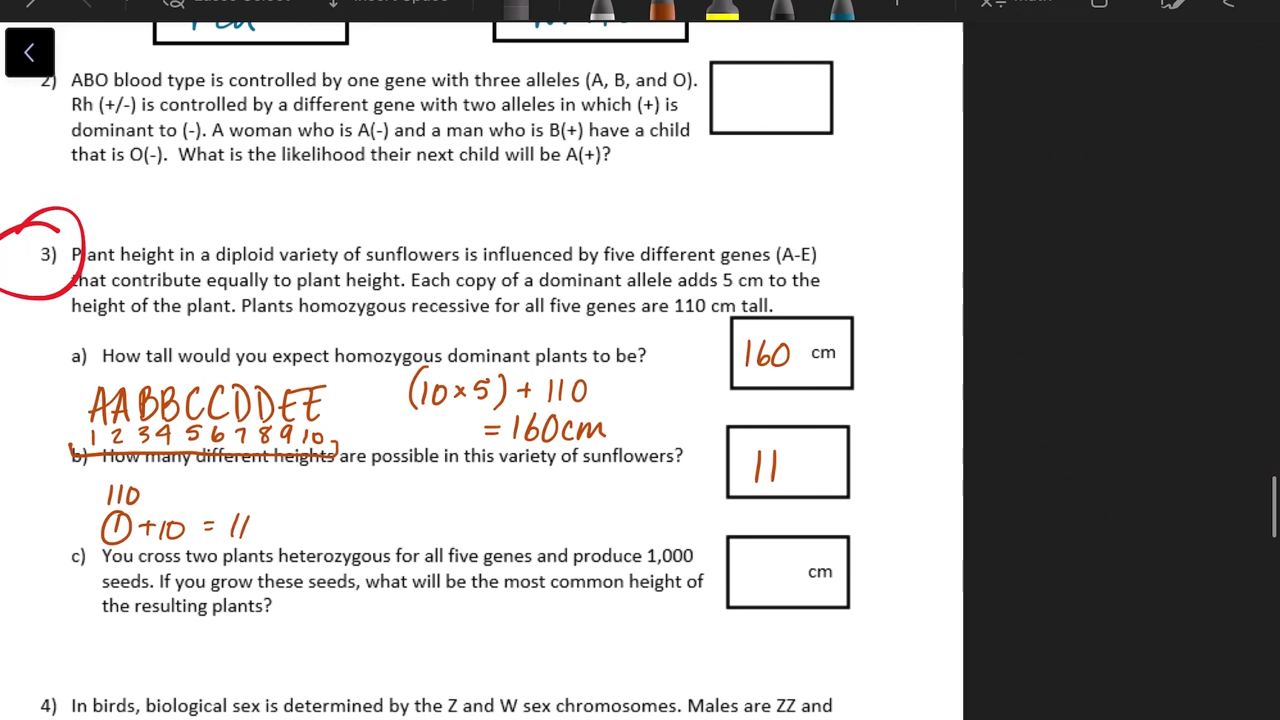 2) ABO blood type is controlled by one gene with three alleles (A, B, and O).
Rh (+/-) is controlled by a different gene with two alleles in which (+) is
dominant to (-). A woman who is A(-) and a man who is B(+) have a child
that is O(-). What is the likelihood their next child will be A(+)?
3) Plant height in a diploid variety of sunflowers is influenced by five different genes (A-E)
that contribute equally to plant height. Each copy of a dominant allele adds 5 cm to the
height of the plant. Plants homozygous recessive for all five genes are 110 cm tall.
a) How tall would you expect homozygous dominant plants to be?
160 cm
AABBCCDDEE
1 2 3 4 5 6 7 8 9 10
(10 x 5) + 110
= 160cm
b) How many different heights are possible in this variety of sunflowers?
11
110
1 + 10 = 11
c) You cross two plants heterozygous for all five genes and produce 1,000
seeds. If you grow these seeds, what will be the most common height of
the resulting plants?
cm
4) In birds, biological sex is determined by the Z and W sex chromosomes. Males are ZZ and